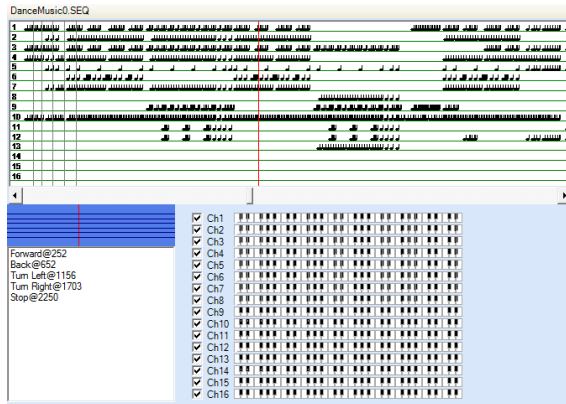 DanceMusic0.SEQ
1
2
3
4
5
6
7
8
9
10
11
12
13
14
15
16
Forward@252
Back@652
Turn Left@1156
Turn Right@1703
Stop@2250
Ch1
Ch2
Ch3
Ch4
Ch5
Ch6
Ch7
Ch8
Ch9
Ch10
Ch11
Ch12
Ch13
Ch14
Ch15
Ch16